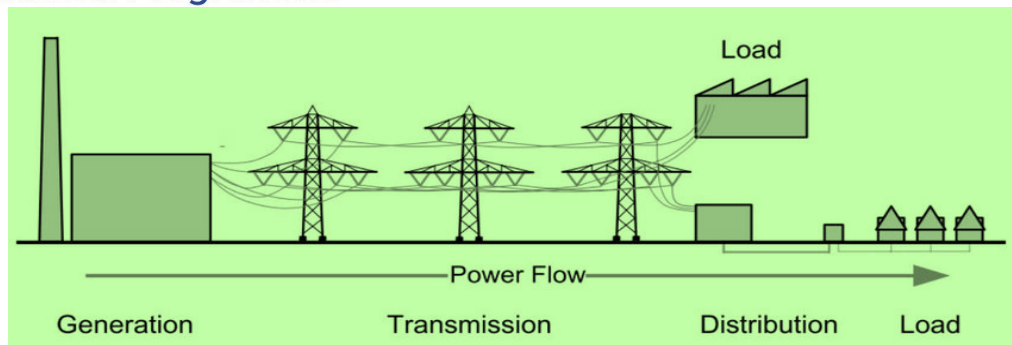 Load
Power Flow
Generation
Transmission
Distribution
Load